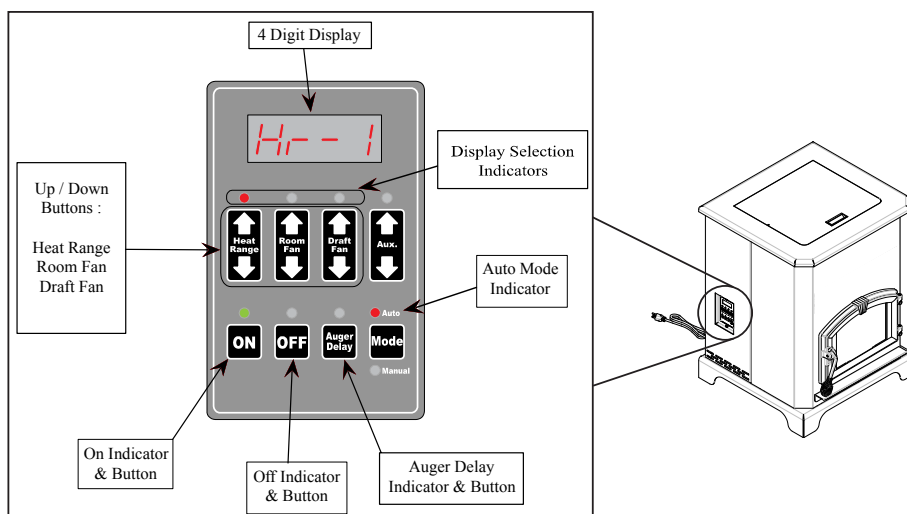 4 Digit Display
Hr--1
Display Selection
Indicators
Up / Down
Buttons :
Heat Range
Room Fan
Draft Fan
Heat
Range
Room
Fan
Draft
Fan
Aux.
Auto Mode
Indicator
Auto
ON
OFF
Auger
Delay
Mode
Manual
On Indicator
& Button
Off Indicator
& Button
Auger Delay
Indicator & Button